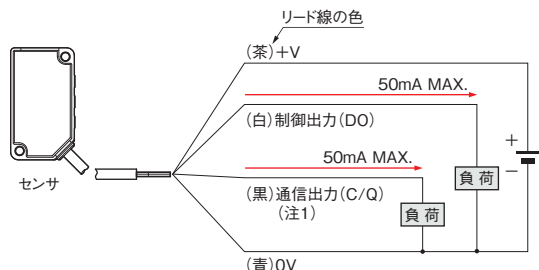 リード線の色
(茶)+V
50mA MAX.
(白)制御出力(DO)
+
−
50mA MAX.
負荷
センサ
(黒)通信出力(C/Q)
(注1)
負荷
(青)0V